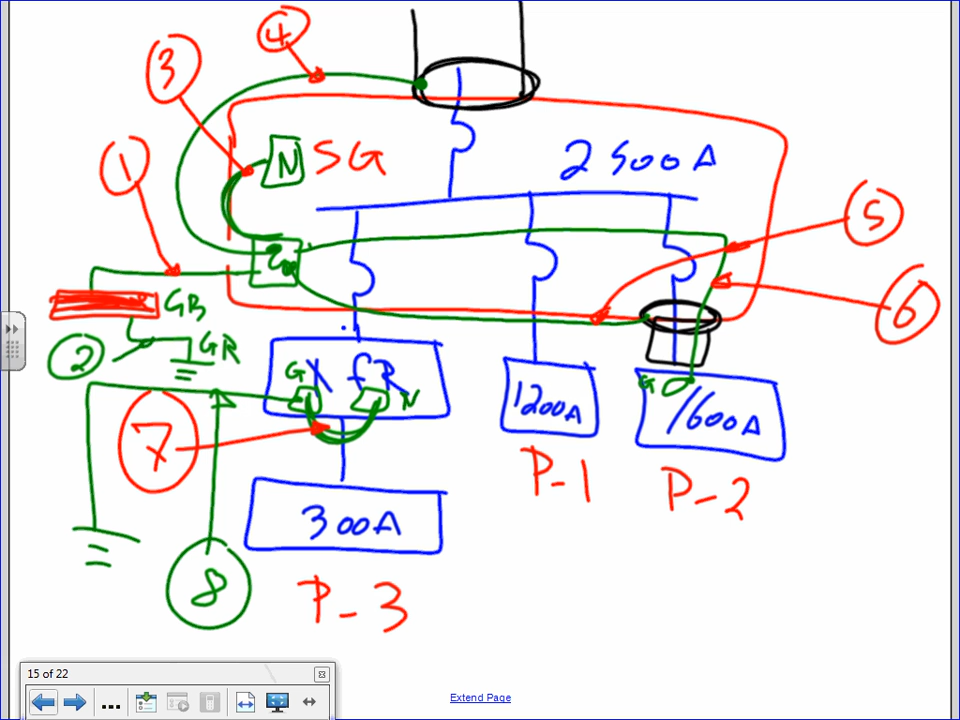 4
3
N SG
2500A
1
5
GB
6
2
GR
G XfR N
1200A
G 1600A
7
P-1
P-2
300A
8
P-3
15 of 22
...
Extend Page